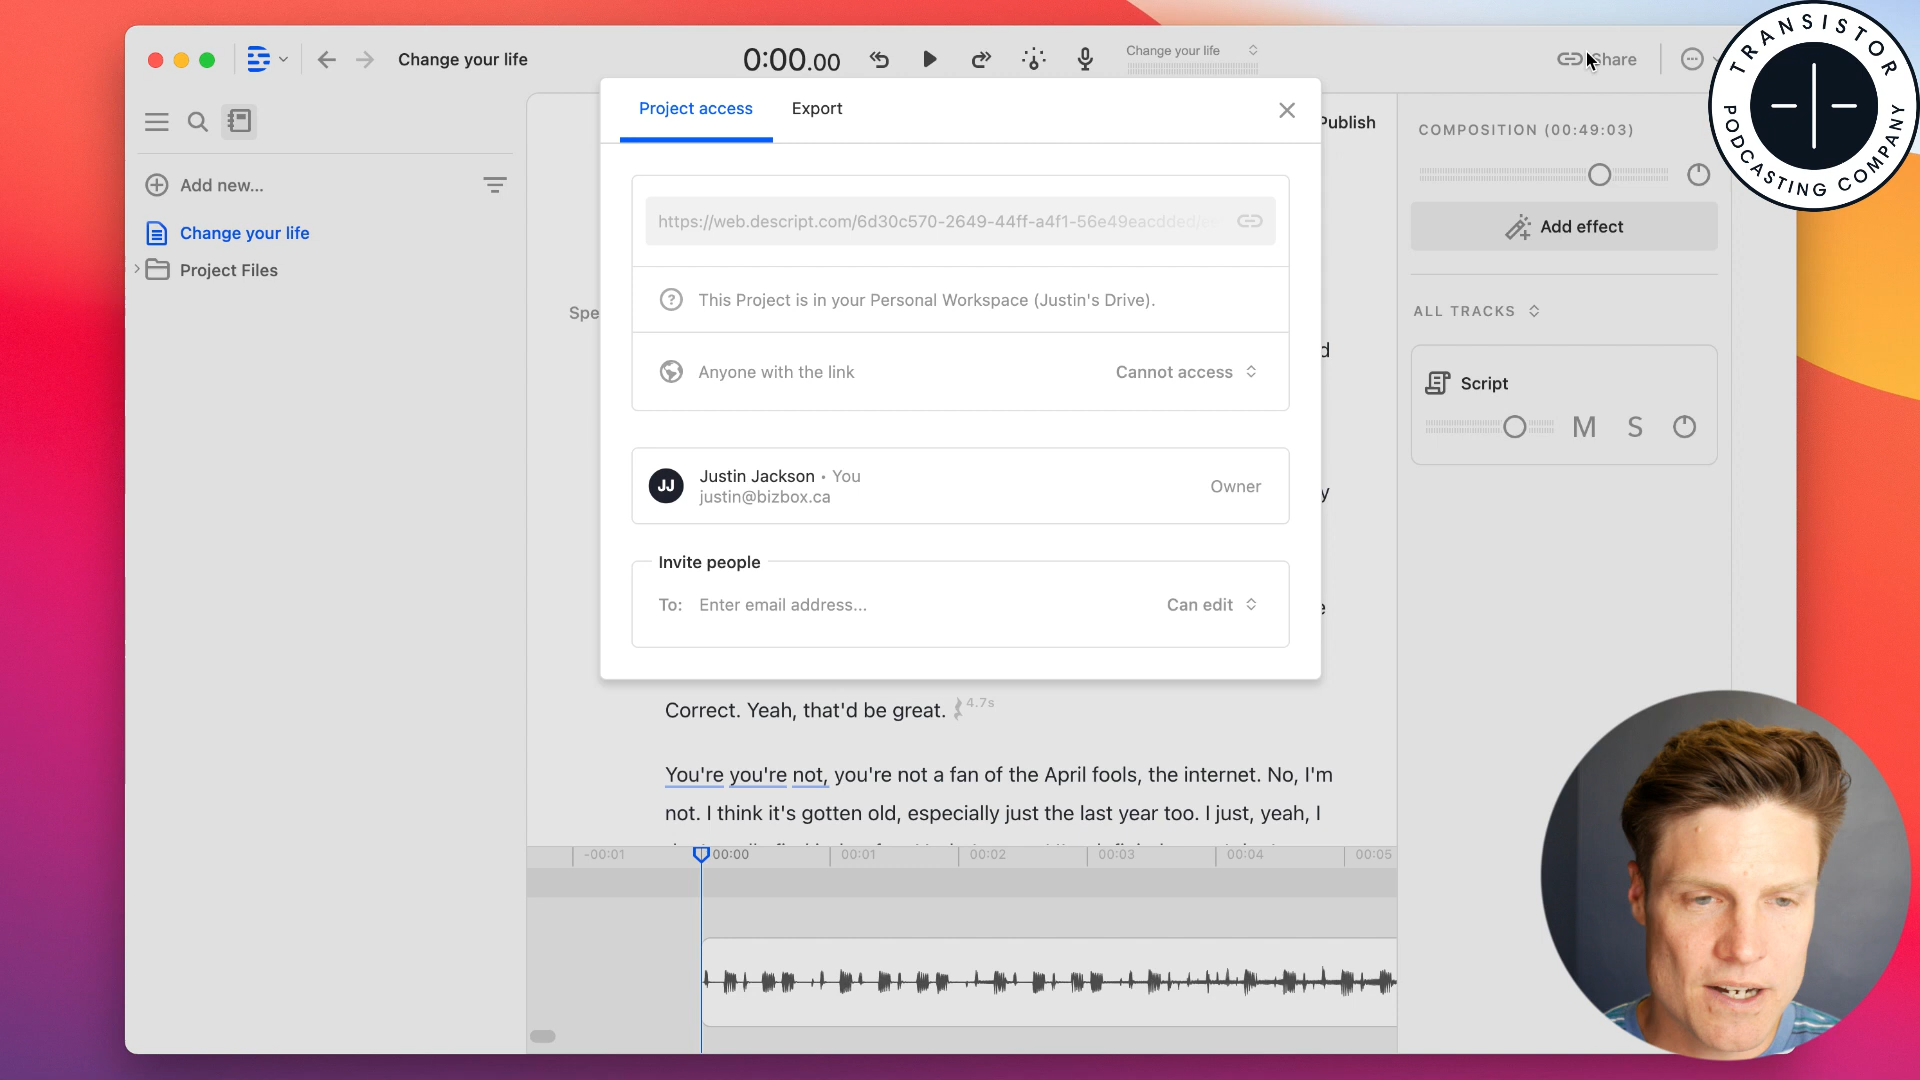 Change your life
0:00.00
Change your life
Share
TRANSISTOR
PODCASTING COMPANY
Project access
Export
Publish
COMPOSITION (00:49:03)
Add new...
Add effect
https://web.descript.com/6d30c570-2649-44ff-a4f1-56e49eacdded/
Change your life
Project Files
This Project is in your Personal Workspace (Justin's Drive).
Spe
ALL TRACKS
d
Anyone with the link
Cannot access
Script
M S
JJ
Justin Jackson • You
justin@bizbox.ca
Owner
y
Invite people
To: Enter email address...
Can edit
e
Correct. Yeah, that'd be great. 4.7s
You're you're not, you're not a fan of the April fools, the internet. No, I'm
not. I think it's gotten old, especially just the last year too. I just, yeah, I
-00:01 00:00 00:01 00:02 00:03 00:04 00:05